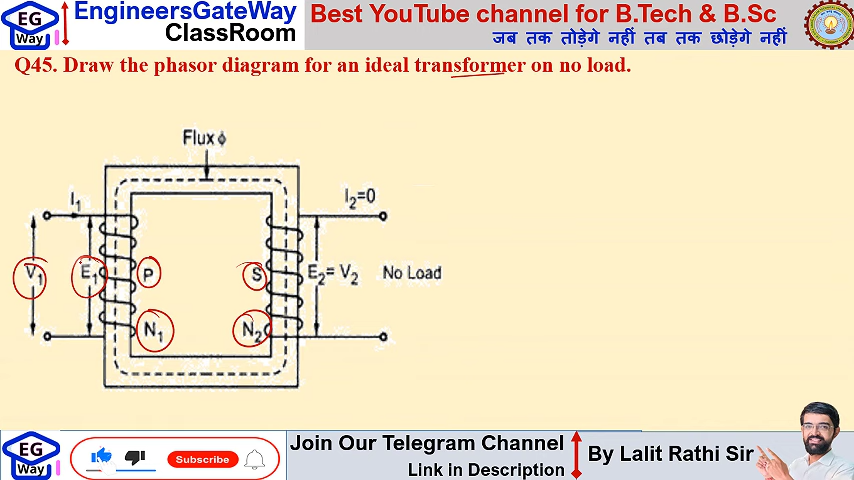 EG
Way
EngineersGateWay
ClassRoom
Best YouTube channel for B.Tech & B.Sc
जब तक तोड़ेगे नहीं तब तक छोड़ेगे नहीं
Q45. Draw the phasor diagram for an ideal transformer on no load.
Flux ϕ
I₁
I₂=0
V₁
E₁
P
S
E₂= V₂
No Load
N₁
N₂
EG
Way
Subscribe
Join Our Telegram Channel
Link in Description
By Lalit Rathi Sir